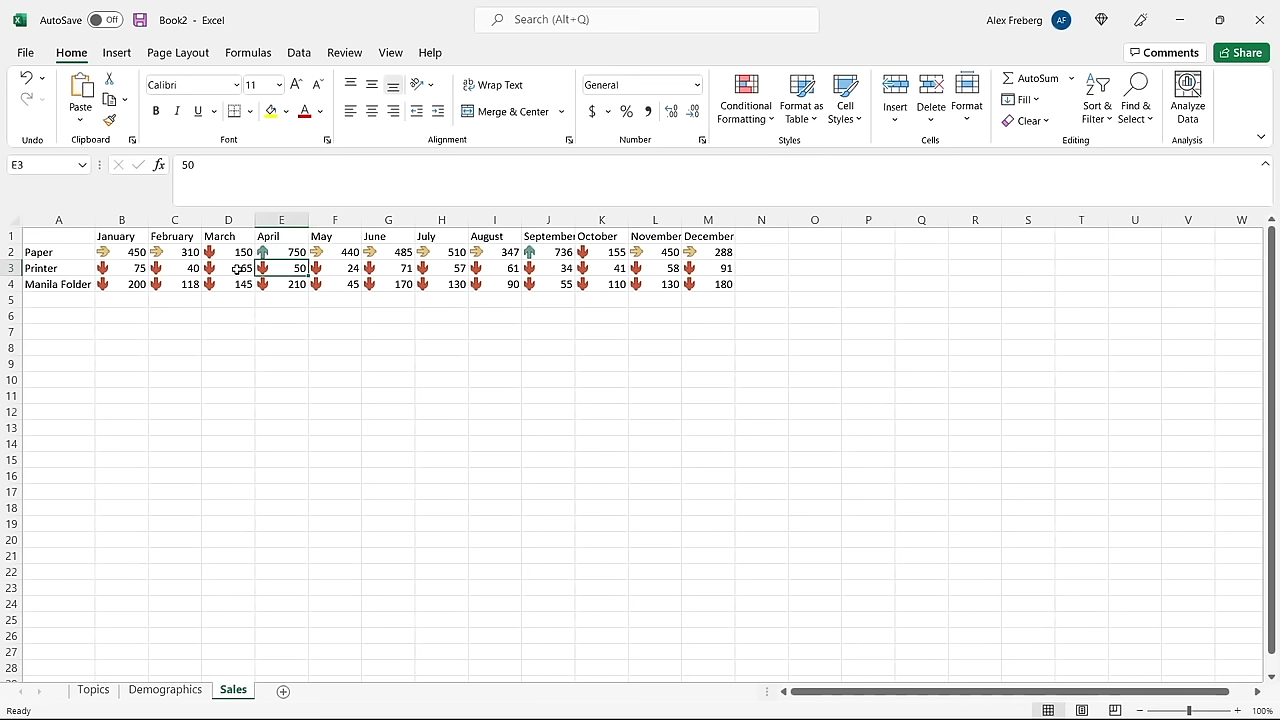 AutoSave Off Book2 - Excel Search (Alt+Q) Alex Freberg AF
File Home Insert Page Layout Formulas Data Review View Help Comments Share
Calibri 11 Wrap Text General AutoSum
Paste Conditional Formatting Format as Table Cell Styles Insert Delete Format Fill Sort & Filter Find & Select Analyze Data
B I U Merge & Center $ % Clear
Undo Clipboard Font Alignment Number Styles Cells Editing Analysis
E3 fx 50
A B C D E F G H I J K L M N O P Q R S T U V W
1 January February March April May June July August September October November December
2 Paper 450 310 150 750 440 485 510 347 736 155 450 288
3 Printer 75 40 65 50 24 71 57 61 34 41 58 91
4 Manila Folder 200 118 145 210 45 170 130 90 55 110 130 180
5
6
7
8
9
10
11
12
13
14
15
16
17
18
19
20
21
22
23
24
25
26
27
28
Topics Demographics Sales
Ready 100%